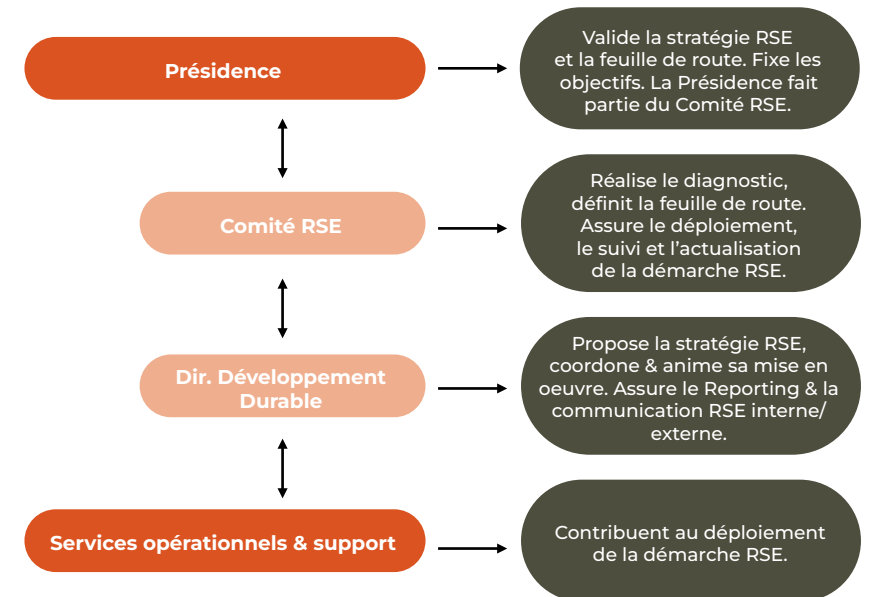 Présidence
Valide la stratégie RSE
et la feuille de route. Fixe les
objectifs. La Présidence fait
partie du Comité RSE.
Comité RSE
Réalise le diagnostic,
définit la feuille de route.
Assure le déploiement,
le suivi et l'actualisation
de la démarche RSE.
Dir. Développement
Durable
Propose la stratégie RSE,
coordone & anime sa mise en
oeuvre. Assure le Reporting & la
communication RSE interne/
externe.
Services opérationnels & support
Contribuent au déploiement
de la démarche RSE.